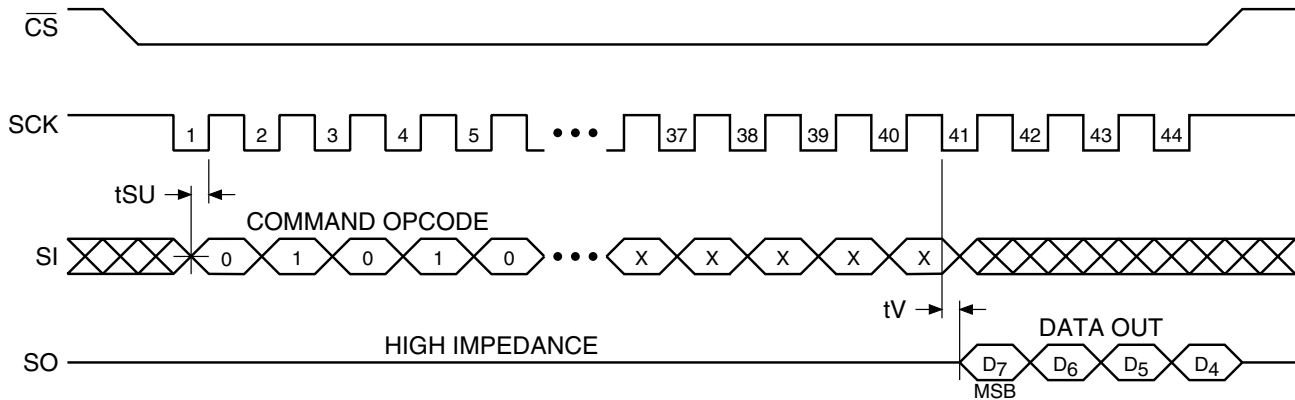 CS
SCK 1 2 3 4 5 ••• 37 38 39 40 41 42 43 44
tSU
COMMAND OPCODE
SI 0 1 0 1 0 ••• X X X X X
tV
HIGH IMPEDANCE
DATA OUT
SO D7 D6 D5 D4
MSB